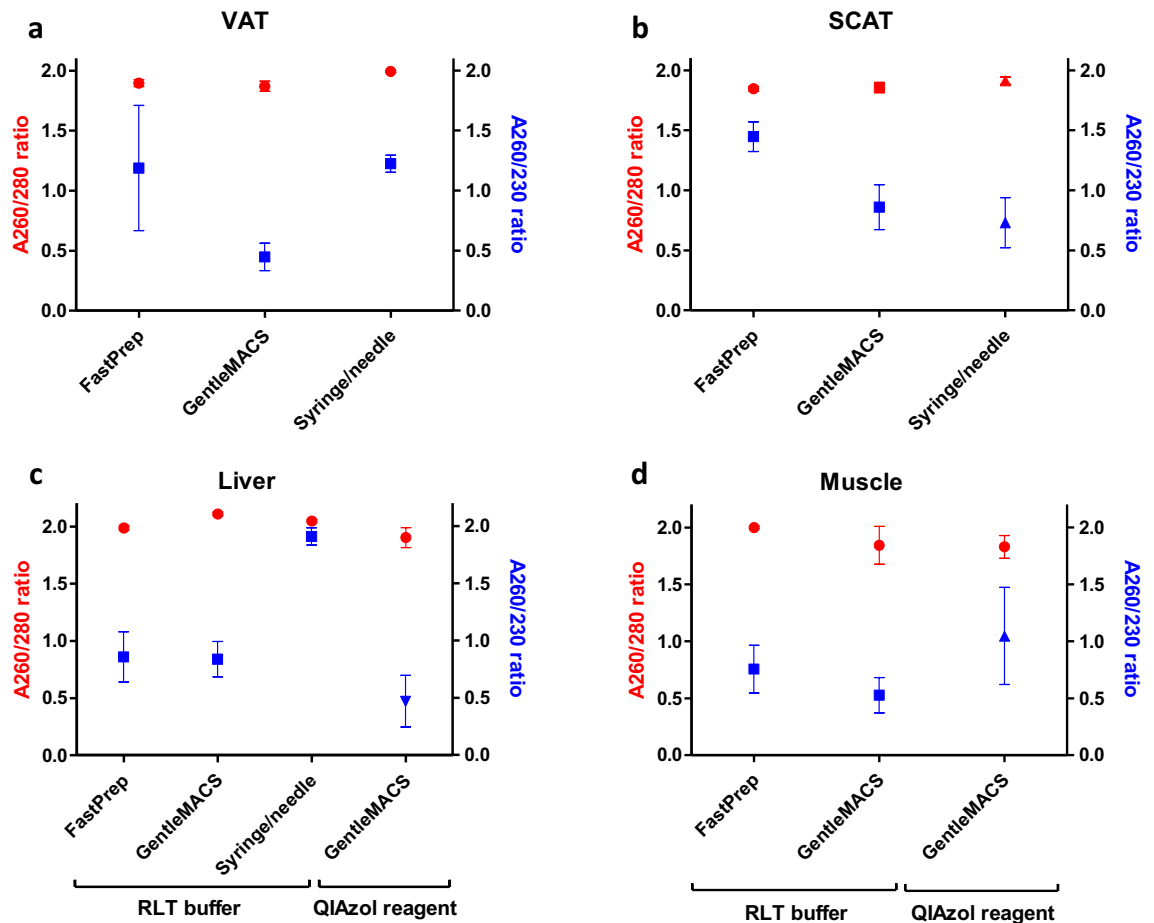 a
VAT
2.0
1.5
1.0
0.5
0.0
A260/280 ratio
2.0
1.5
1.0
0.5
0.0
A260/230 ratio
FastPrep
GentleMACS
Syringe/needle
b
SCAT
2.0
1.5
1.0
0.5
0.0
A260/280 ratio
2.0
1.5
1.0
0.5
0.0
A260/230 ratio
FastPrep
GentleMACS
Syringe/needle
c
Liver
2.0
1.5
1.0
0.5
0.0
A260/280 ratio
2.0
1.5
1.0
0.5
0.0
A260/230 ratio
FastPrep
GentleMACS
Syringe/needle
GentleMACS
RLT buffer
QIAzol reagent
d
Muscle
2.0
1.5
1.0
0.5
0.0
A260/280 ratio
2.0
1.5
1.0
0.5
0.0
A260/230 ratio
FastPrep
GentleMACS
GentleMACS
RLT buffer
QIAzol reagent